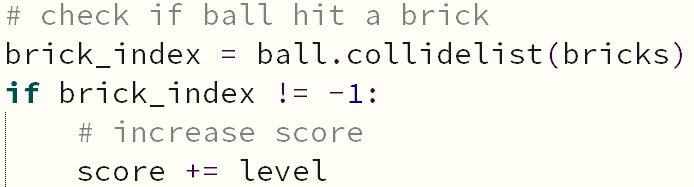 # check if ball hit a brick
brick_index = ball.collidelist(bricks)
if brick_index != -1:
    # increase score
    score += level